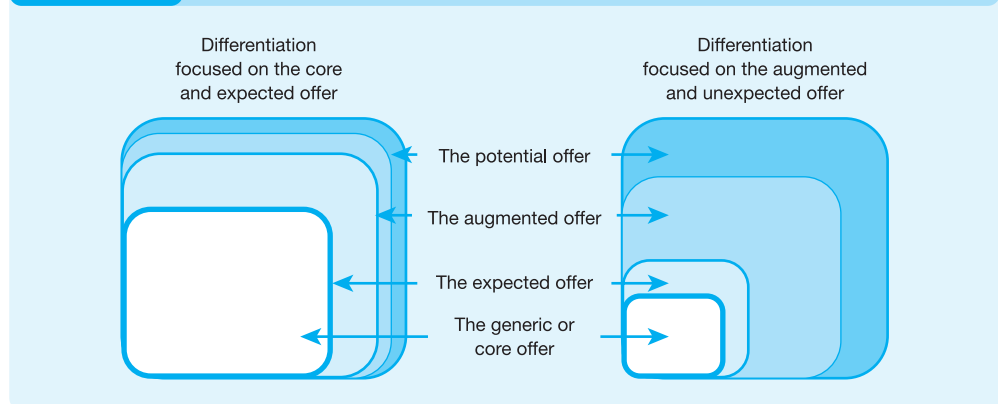 Differentiation
focused on the core
and expected offer
Differentiation
focused on the augmented
and unexpected offer
The potential offer
The augmented offer
The expected offer
The generic or
core offer